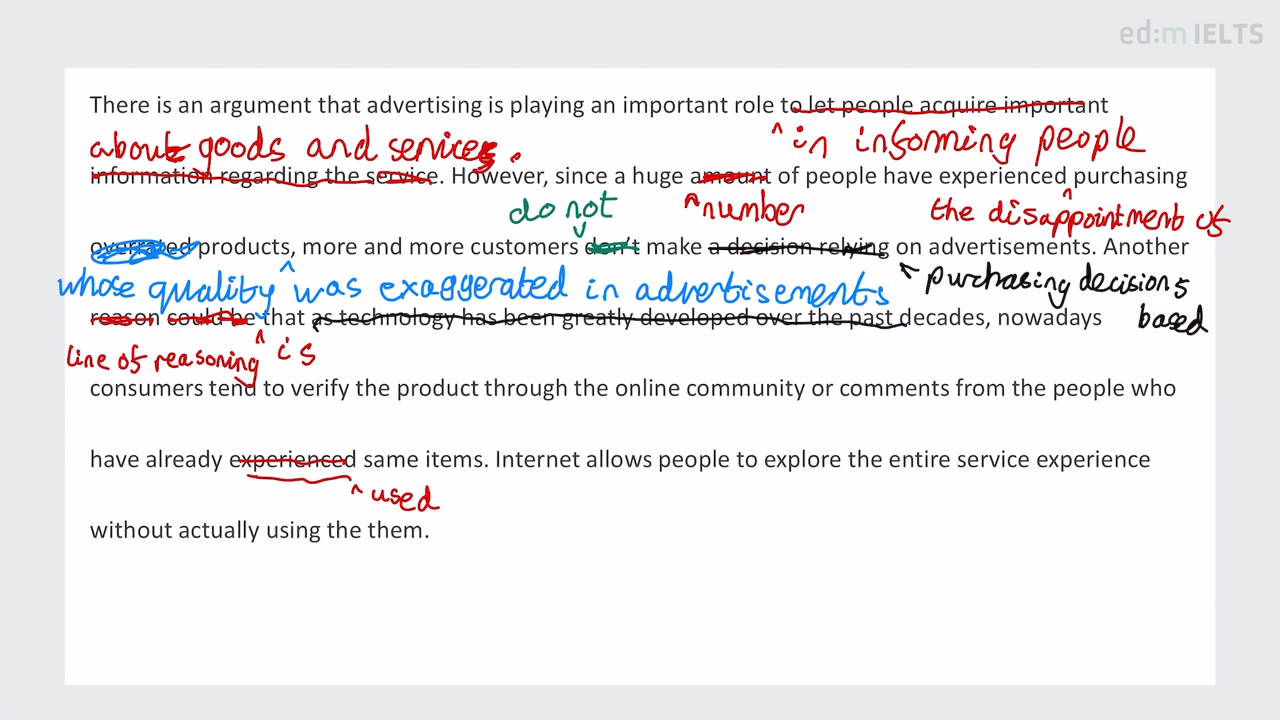 ed:m IELTS
There is an argument that advertising is playing an important role to let people acquire important
^ in informing people
about goods and services.
information regarding the service. However, since a huge amount of people have experienced purchasing
do not ^ number the disappointment of
overrated products, more and more customers don't make a decision relying on advertisements. Another
whose quality was exaggerated in advertisements purchasing decisions
reason could be that as technology has been greatly developed over the past decades, nowadays based
line of reasoning ^ is
consumers tend to verify the product through the online community or comments from the people who
have already experienced same items. Internet allows people to explore the entire service experience
^ used
without actually using the them.